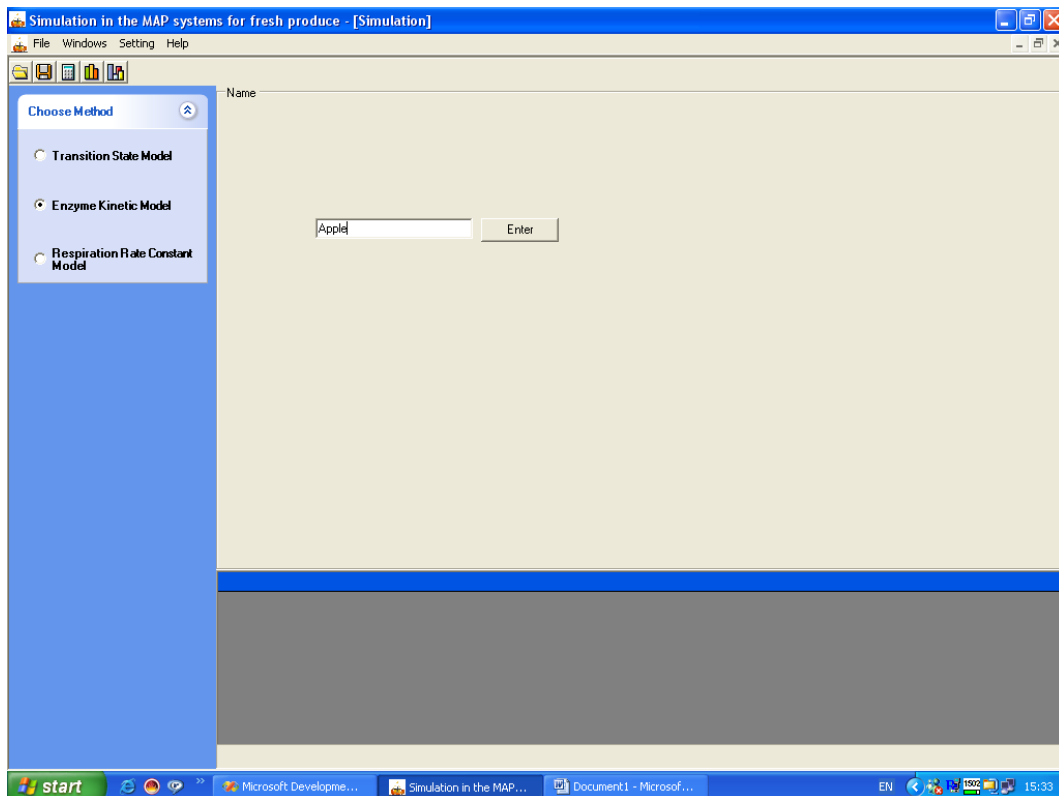 Simulation in the MAP systems for fresh produce - [Simulation]
File Windows Setting Help
Name
Choose Method
Transition State Model
Enzyme Kinetic Model
Respiration Rate Constant
Model
Apple
Enter
start
Microsoft Developme...
Simulation in the MAP...
Document1 - Microsof...
EN
1502
15:33